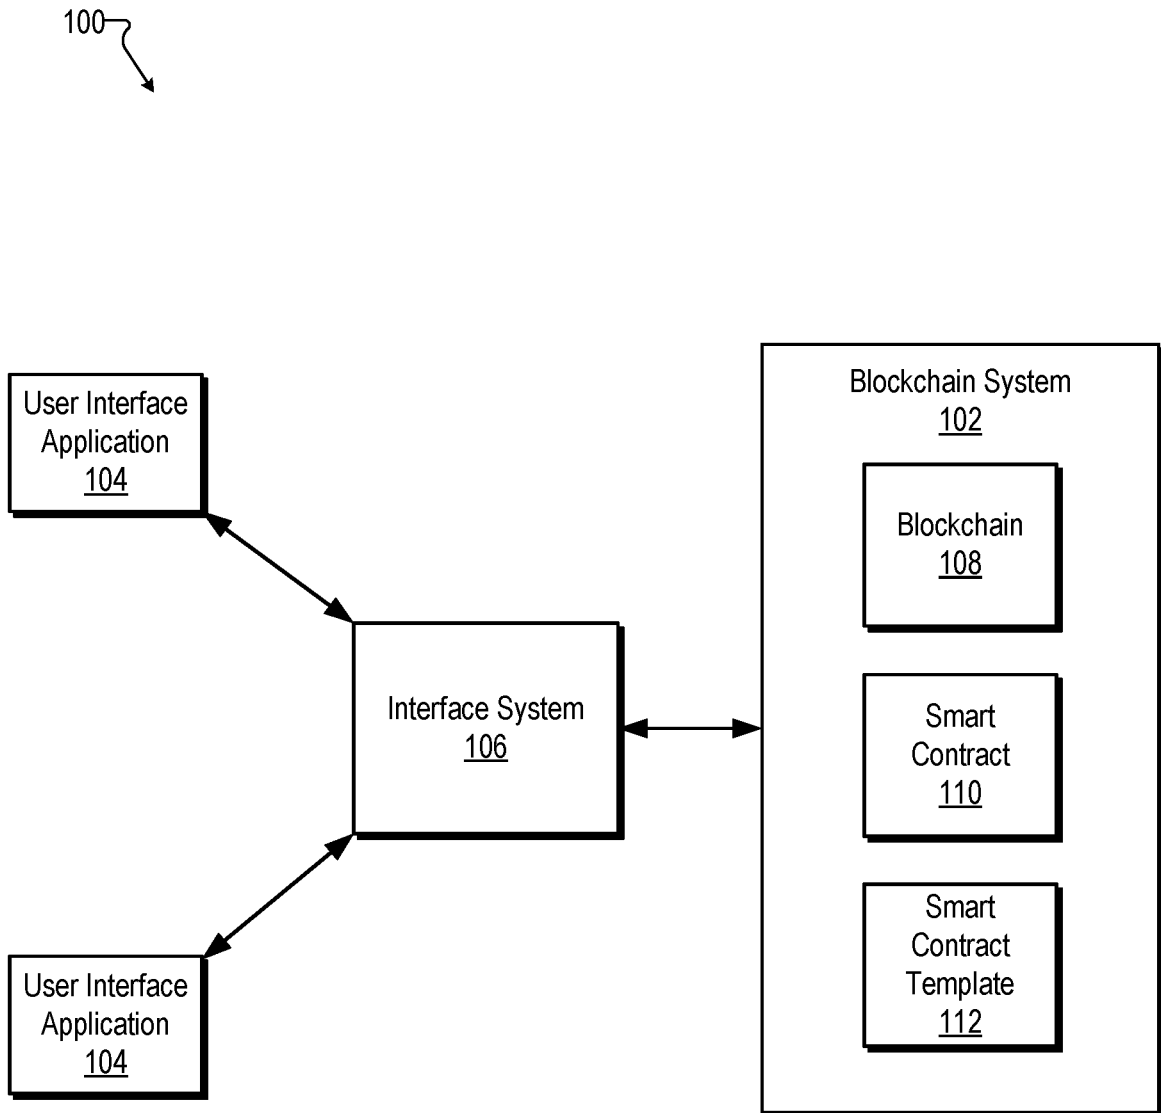 100
User Interface
Application
104
Interface System
106
User Interface
Application
104
Blockchain System
102
Blockchain
108
Smart
Contract
110
Smart
Contract
Template
112